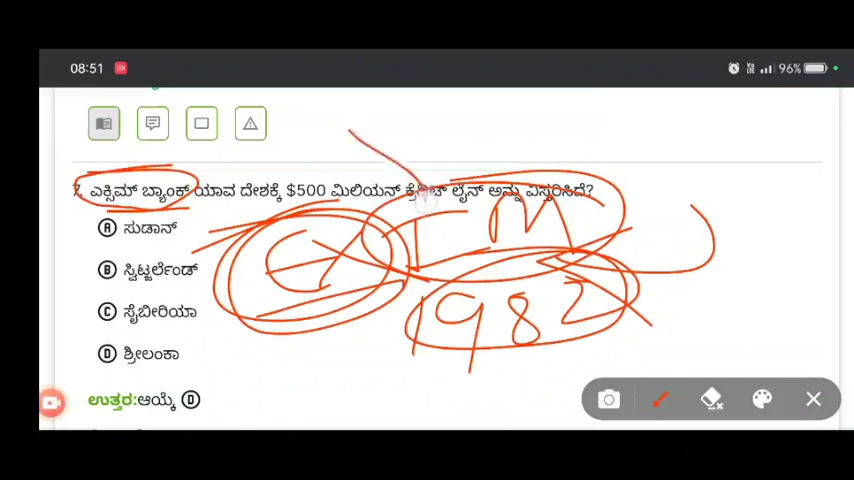 08:51
96%
7. ಎಕ್ಸಿಮ್ ಬ್ಯಾಂಕ್ ಯಾವ ದೇಶಕ್ಕೆ $500 ಮಿಲಿಯನ್ ಕ್ರೆಡಿಟ್ ಲೈನ್ ಅನ್ನು ವಿಸ್ತರಿಸಿದೆ?
A ಸುಡಾನ್
EXIM
B ಸ್ವಿಟ್ಜರ್ಲೆಂಡ್
C ಸೈಬೀರಿಯಾ
1982
D ಶ್ರೀಲಂಕಾ
ಉತ್ತರ:ಆಯ್ಕೆ D